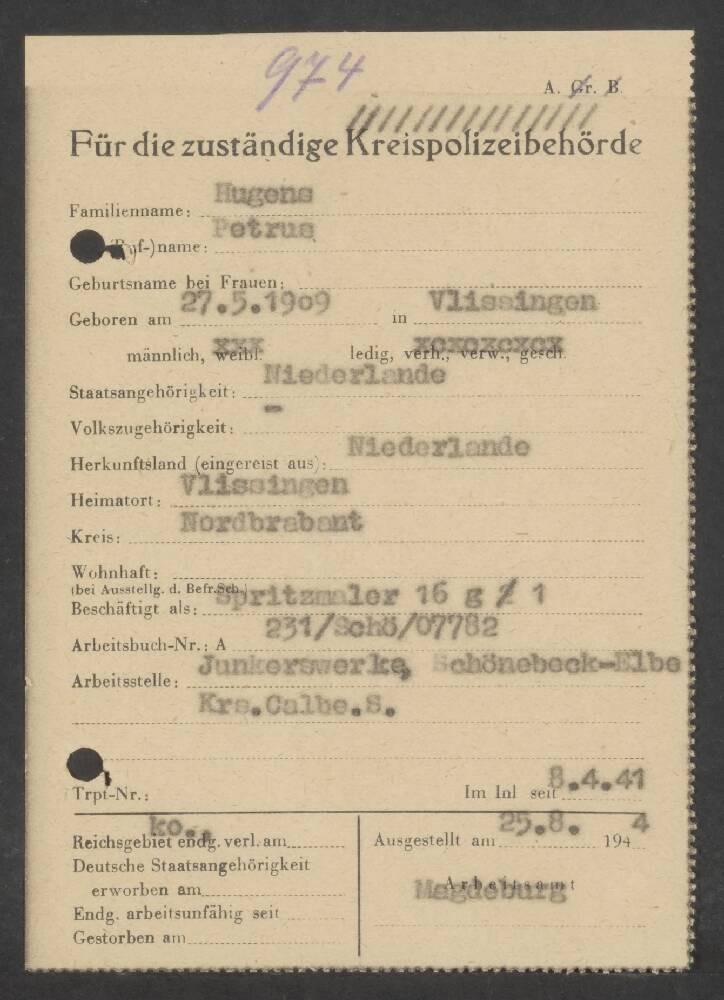 974
A. Gr. B.
Für die zuständige Kreispolizeibehörde
Familienname: Hugens
(Ruf-)name: Petrus
Geburtsname bei Frauen:
Geboren am 27.5.1909 in Vlissingen
männlich, weibl. xxx ledig, verh., verw., gesch. xcxcxcxcx
Staatsangehörigkeit: Niederlande
Volkszugehörigkeit: -
Herkunftsland (eingereist aus): Niederlande
Heimatort: Vlissingen
Kreis: Nordbrabant
Wohnhaft:
(bei Ausstellg. d. Befr.Sch.)
Beschäftigt als: Spritzmaler 16 g 1
Arbeitsbuch-Nr.: A 231/Schö/07782
Arbeitsstelle: Junkerswerke, Schönebeck-Elbe
Krs.Calbe.S.
Trpt-Nr.: Im Inl seit 8.4.41
Reichsgebiet endg. verl. am ko.. Ausgestellt am 25.8. 194 4
Deutsche Staatsangehörigkeit
erworben am Arbeitsamt
Magdeburg
Endg. arbeitsunfähig seit
Gestorben am